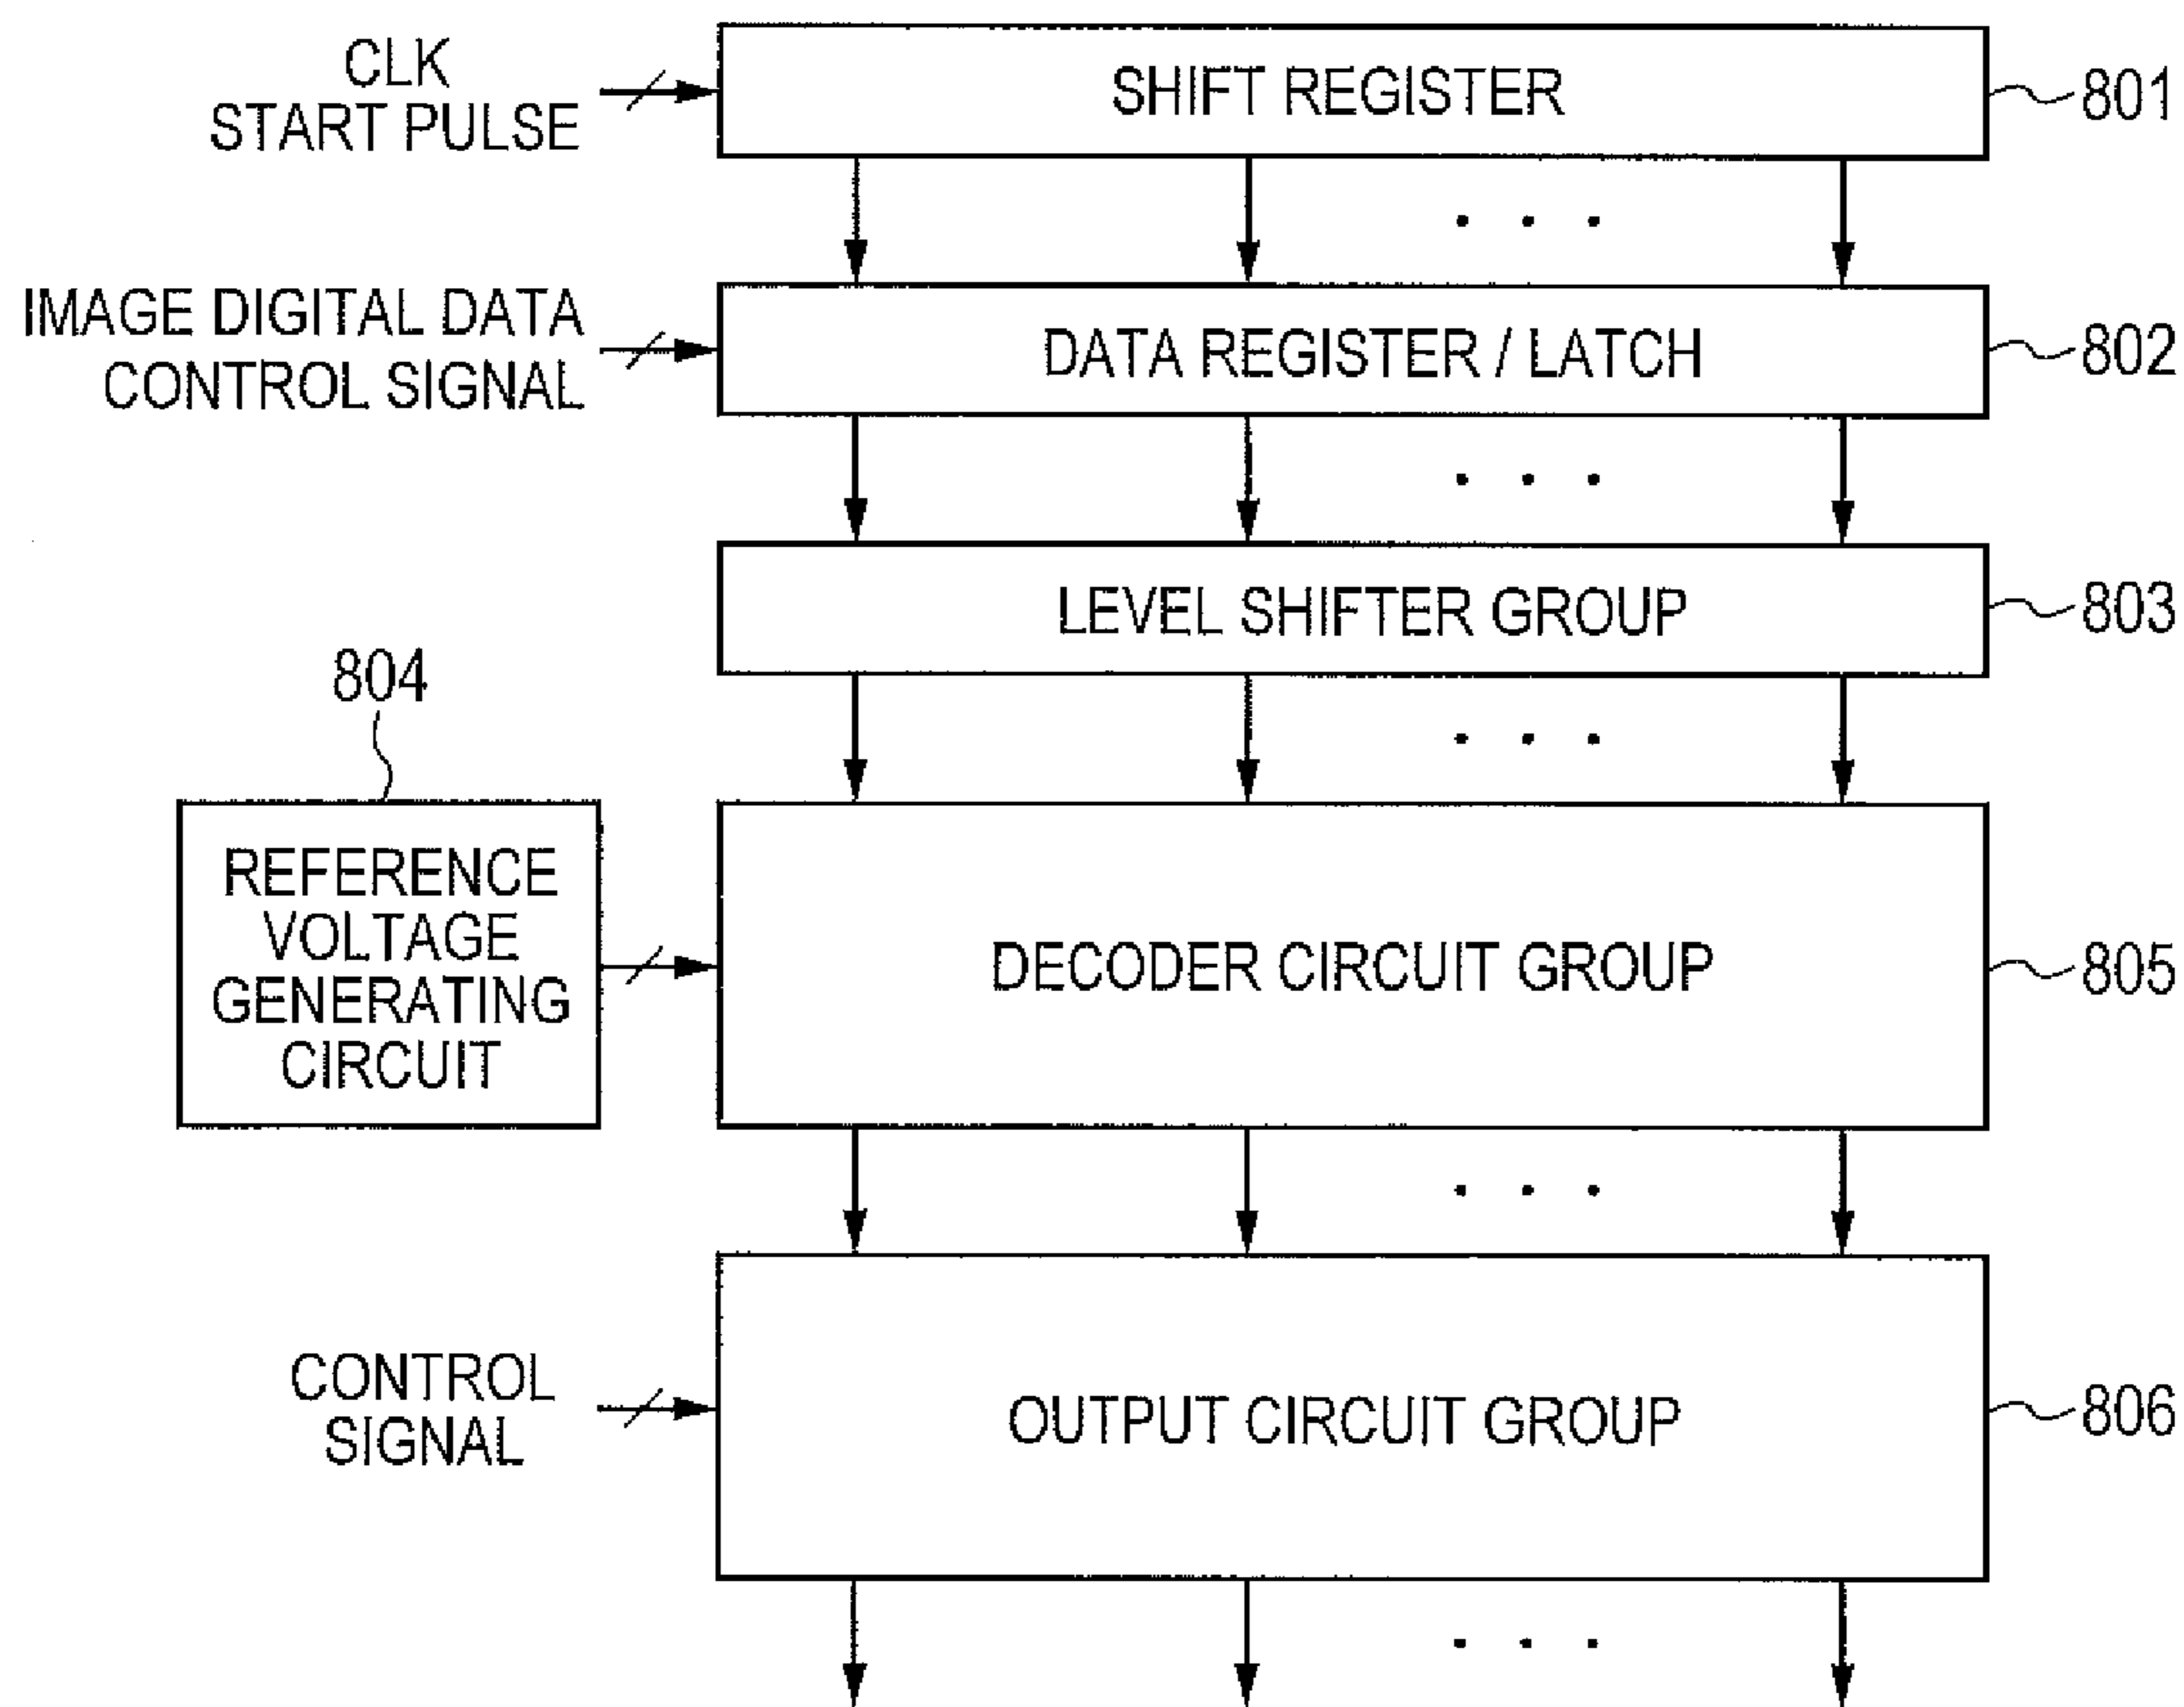 CLK
START PULSE
SHIFT REGISTER
801
IMAGE DIGITAL DATA
CONTROL SIGNAL
DATA REGISTER / LATCH
802
LEVEL SHIFTER GROUP
803
804
REFERENCE
VOLTAGE
GENERATING
CIRCUIT
DECODER CIRCUIT GROUP
805
CONTROL
SIGNAL
OUTPUT CIRCUIT GROUP
806